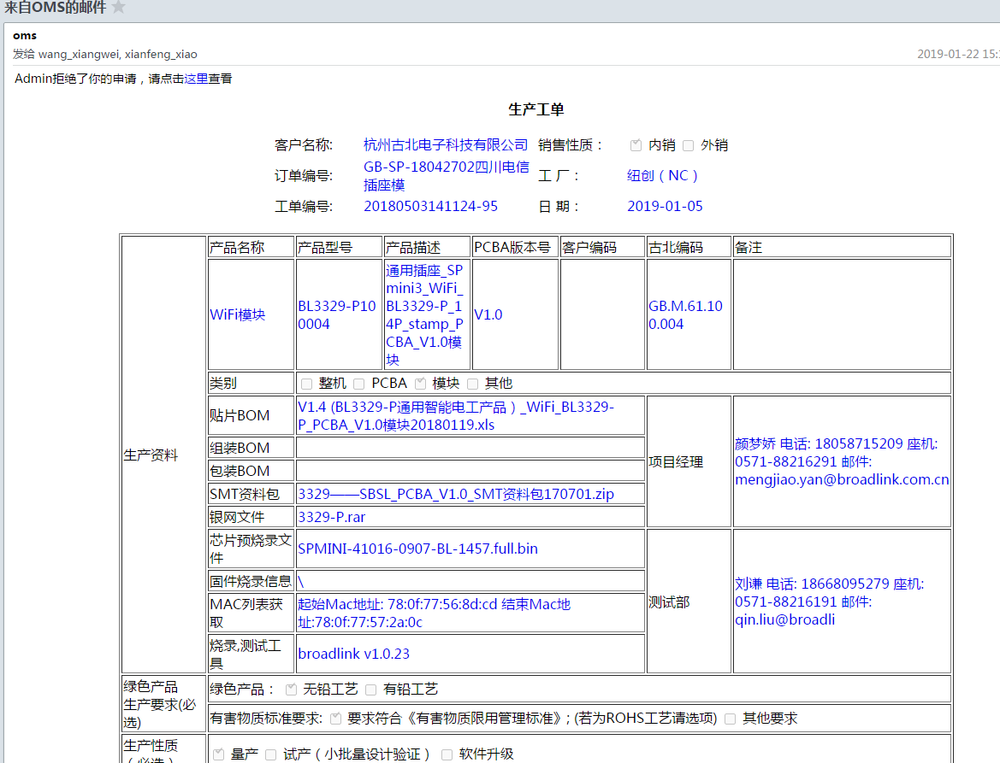 来自OMS的邮件
oms
发给 wang_xiangwei, xianfeng_xiao
2019-01-22 15:
Admin拒绝了你的申请，请点击这里查看
生产工单
客户名称: 杭州古北电子科技有限公司 销售性质： 内销 外销
订单编号: GB-SP-18042702四川电信
插座模
工 厂： 纽创（NC）
工单编号: 20180503141124-95 日 期： 2019-01-05
生产资料
产品名称 产品型号 产品描述 PCBA版本号 客户编码 古北编码 备注
WiFi模块
BL3329-P10
0004
通用插座_SP
mini3_WiFi_
BL3329-P_1
4P_stamp_P
CBA_V1.0模
块
V1.0
GB.M.61.10
0.004
类别 整机 PCBA 模块 其他
贴片BOM
V1.4 (BL3329-P通用智能电工产品）_WiFi_BL3329-
P_PCBA_V1.0模块20180119.xls
组装BOM
包装BOM
SMT资料包 3329——SBSL_PCBA_V1.0_SMT资料包170701.zip
银网文件 3329-P.rar
项目经理
颜梦娇 电话: 18058715209 座机:
0571-88216291 邮件:
mengjiao.yan@broadlink.com.cn
芯片预烧录文
件
SPMINI-41016-0907-BL-1457.full.bin
固件烧录信息 \
MAC列表获
取
起始Mac地址: 78:0f:77:56:8d:cd 结束Mac地
址:78:0f:77:57:2a:0c
烧录,测试工
具
broadlink v1.0.23
测试部
刘谦 电话: 18668095279 座机:
0571-88216191 邮件:
qin.liu@broadli
绿色产品
生产要求(必
选)
绿色产品： 无铅工艺 有铅工艺
有害物质标准要求: 要求符合《有害物质限用管理标准》; (若为ROHS工艺请选项) 其他要求
生产性质
（必选）
量产 试产（小批量设计验证） 软件升级